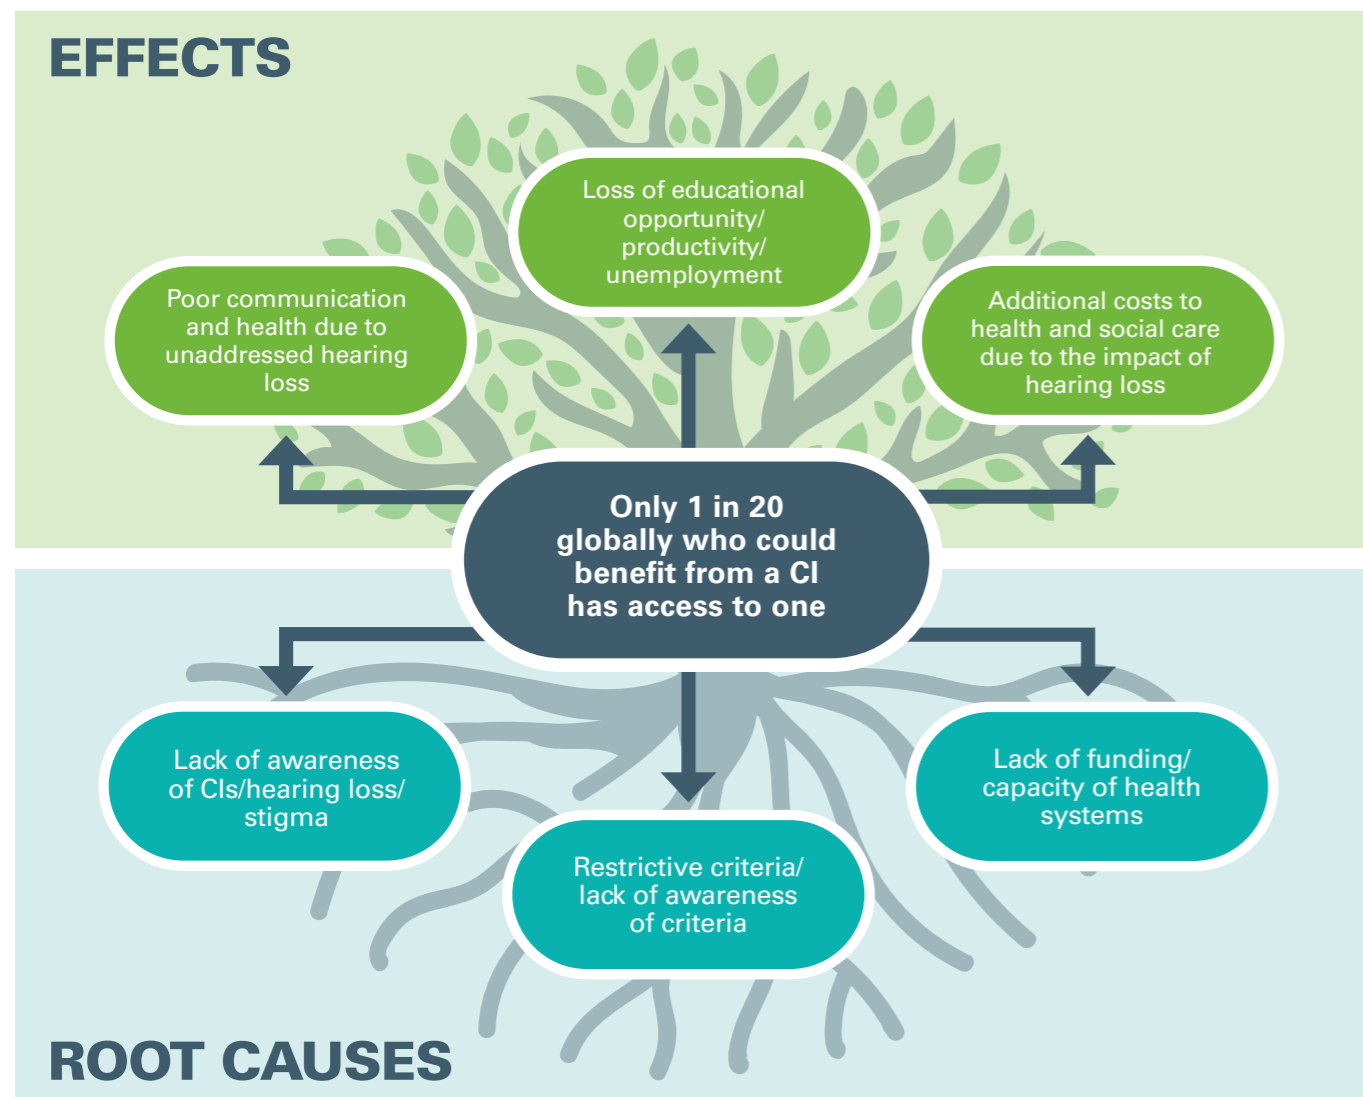 EFFECTS
Loss of educational
opportunity/
productivity/
unemployment
Poor communication
and health due to
unaddressed hearing
loss
Additional costs to
health and social care
due to the impact of
hearing loss
Only 1 in 20
globally who could
benefit from a CI
has access to one
Lack of awareness
of CIs/hearing loss/
stigma
Restrictive criteria/
lack of awareness
of criteria
Lack of funding/
capacity of health
systems
ROOT CAUSES